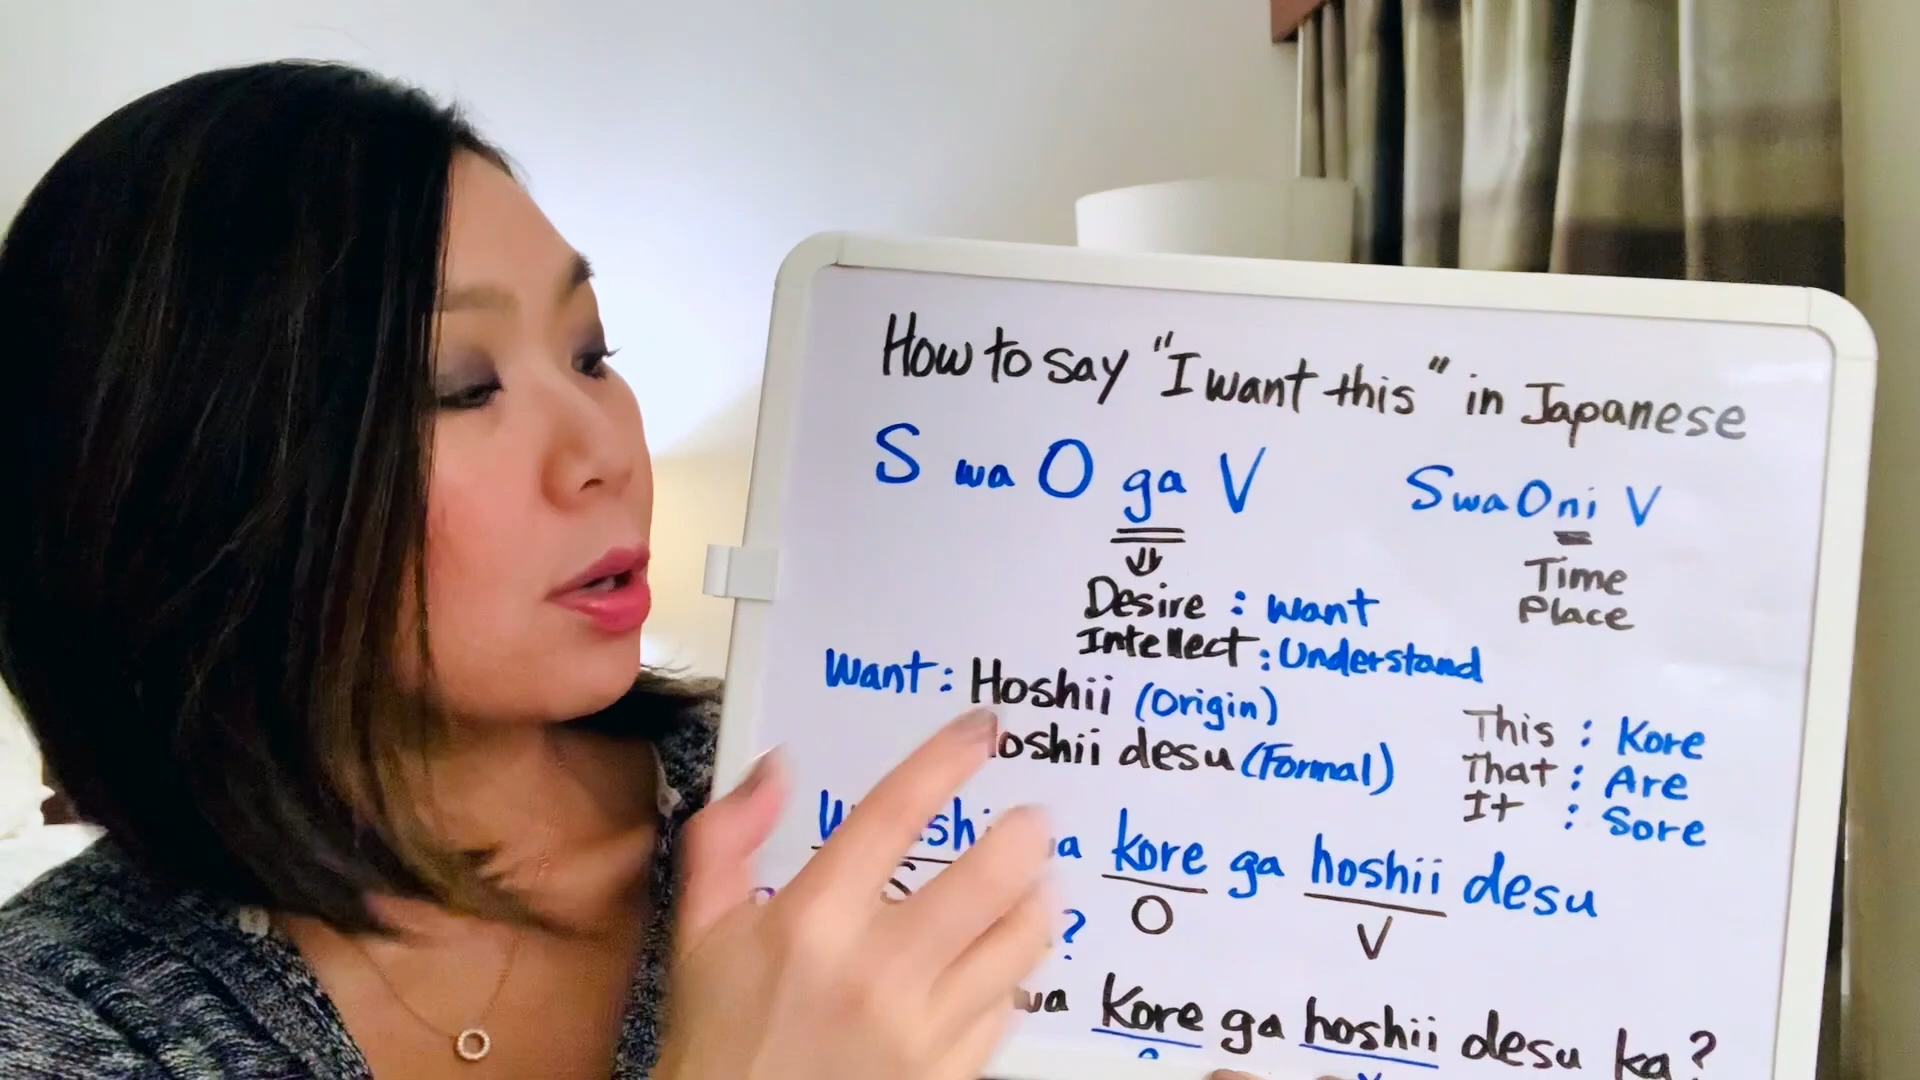 How to say "I want this" in Japanese
S wa O ga V
S wa O ni V
Time
Place
Desire : want
Intellect : Understand
want : Hoshii (Origin)
Hoshii desu (Formal)
This : Kore
That : Are
It : Sore
kore ga hoshii desu
S O V
?
wa Kore ga hoshii desu ka?